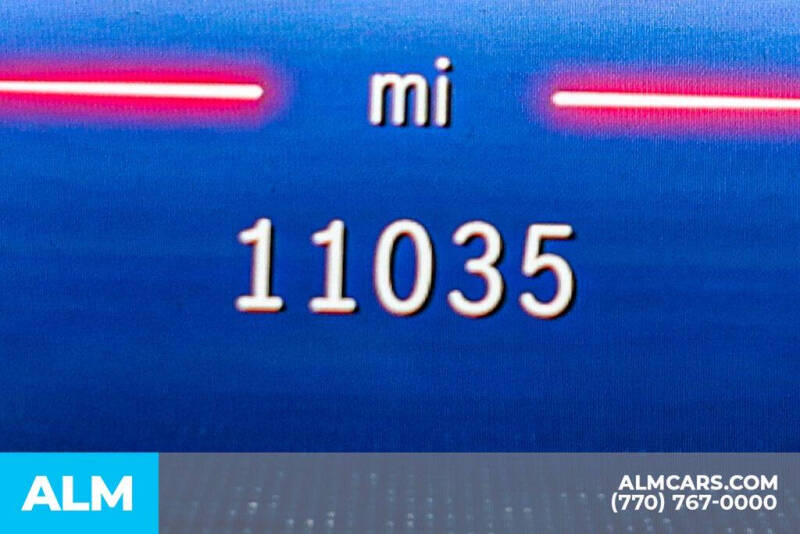 mi
11035
ALM
ALMCARS.COM
(770) 767-0000